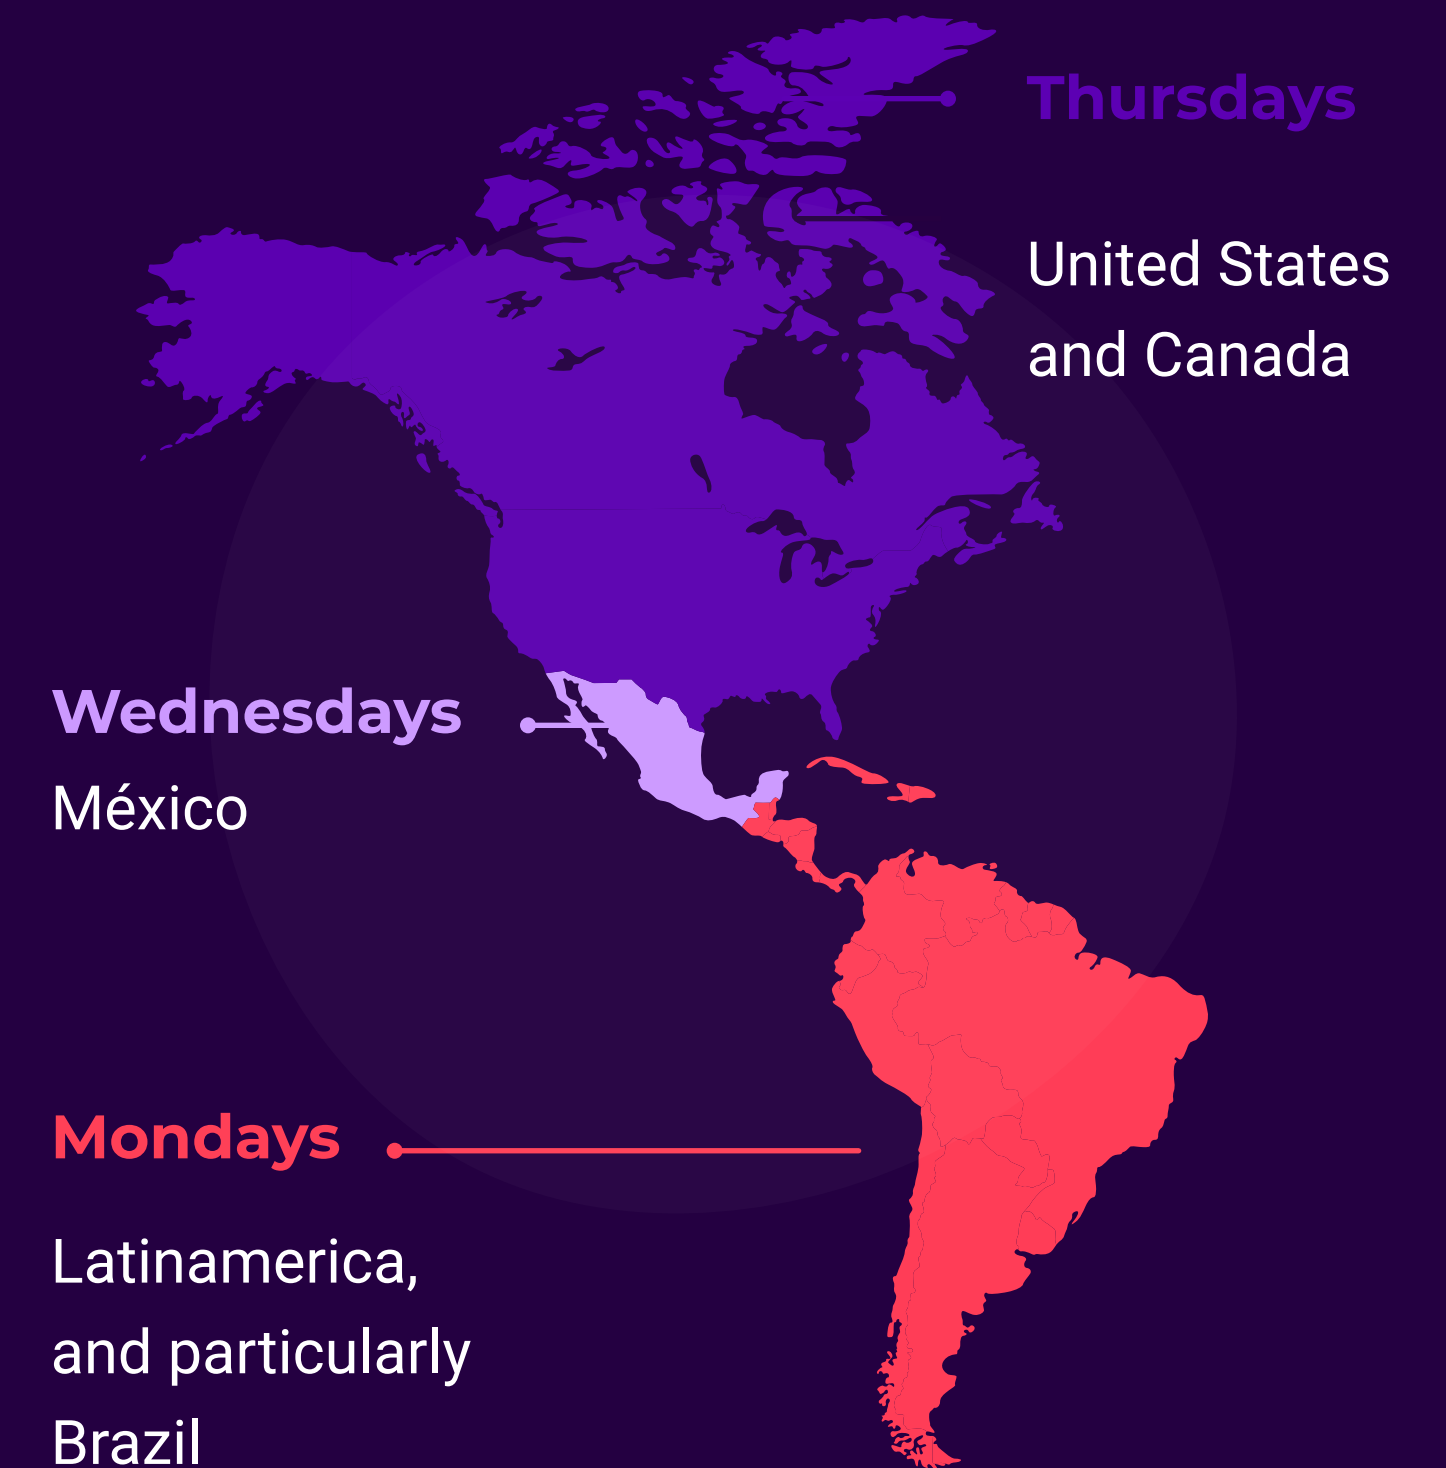 Thursdays
United States
and Canada
Wednesdays
México
Mondays
Latinamerica,
and particularly
Brazil